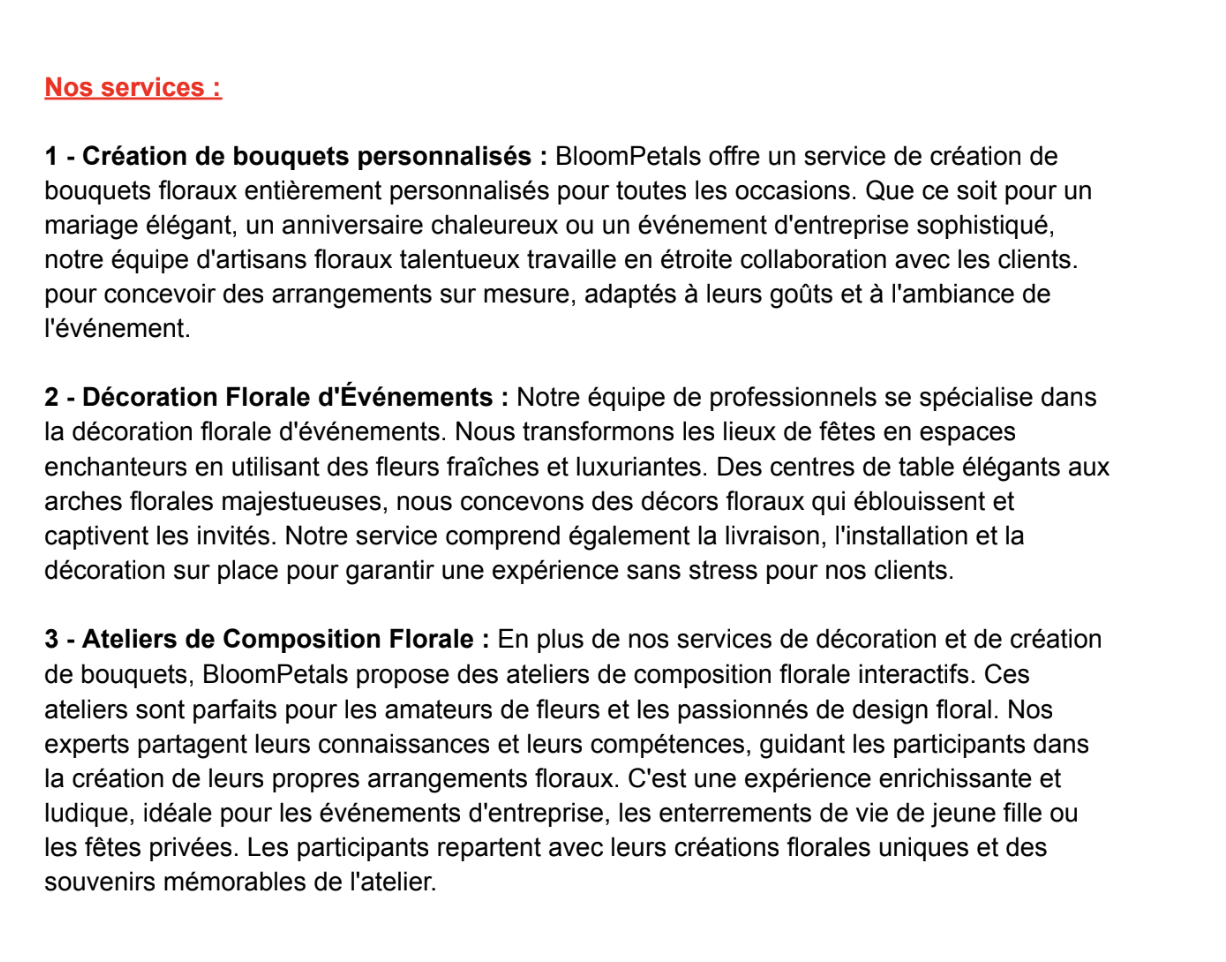 Nos services :
1 - Création de bouquets personnalisés : BloomPetals offre un service de création de
bouquets floraux entièrement personnalisés pour toutes les occasions. Que ce soit pour un
mariage élégant, un anniversaire chaleureux ou un événement d'entreprise sophistiqué,
notre équipe d'artisans floraux talentueux travaille en étroite collaboration avec les clients.
pour concevoir des arrangements sur mesure, adaptés à leurs goûts et à l'ambiance de
l'événement.
2 - Décoration Florale d'Événements : Notre équipe de professionnels se spécialise dans
la décoration florale d'événements. Nous transformons les lieux de fêtes en espaces
enchanteurs en utilisant des fleurs fraîches et luxuriantes. Des centres de table élégants aux
arches florales majestueuses, nous concevons des décors floraux qui éblouissent et
captivent les invités. Notre service comprend également la livraison, l'installation et la
décoration sur place pour garantir une expérience sans stress pour nos clients.
3 - Ateliers de Composition Florale : En plus de nos services de décoration et de création
de bouquets, BloomPetals propose des ateliers de composition florale interactifs. Ces
ateliers sont parfaits pour les amateurs de fleurs et les passionnés de design floral. Nos
experts partagent leurs connaissances et leurs compétences, guidant les participants dans
la création de leurs propres arrangements floraux. C'est une expérience enrichissante et
ludique, idéale pour les événements d'entreprise, les enterrements de vie de jeune fille ou
les fêtes privées. Les participants repartent avec leurs créations florales uniques et des
souvenirs mémorables de l'atelier.